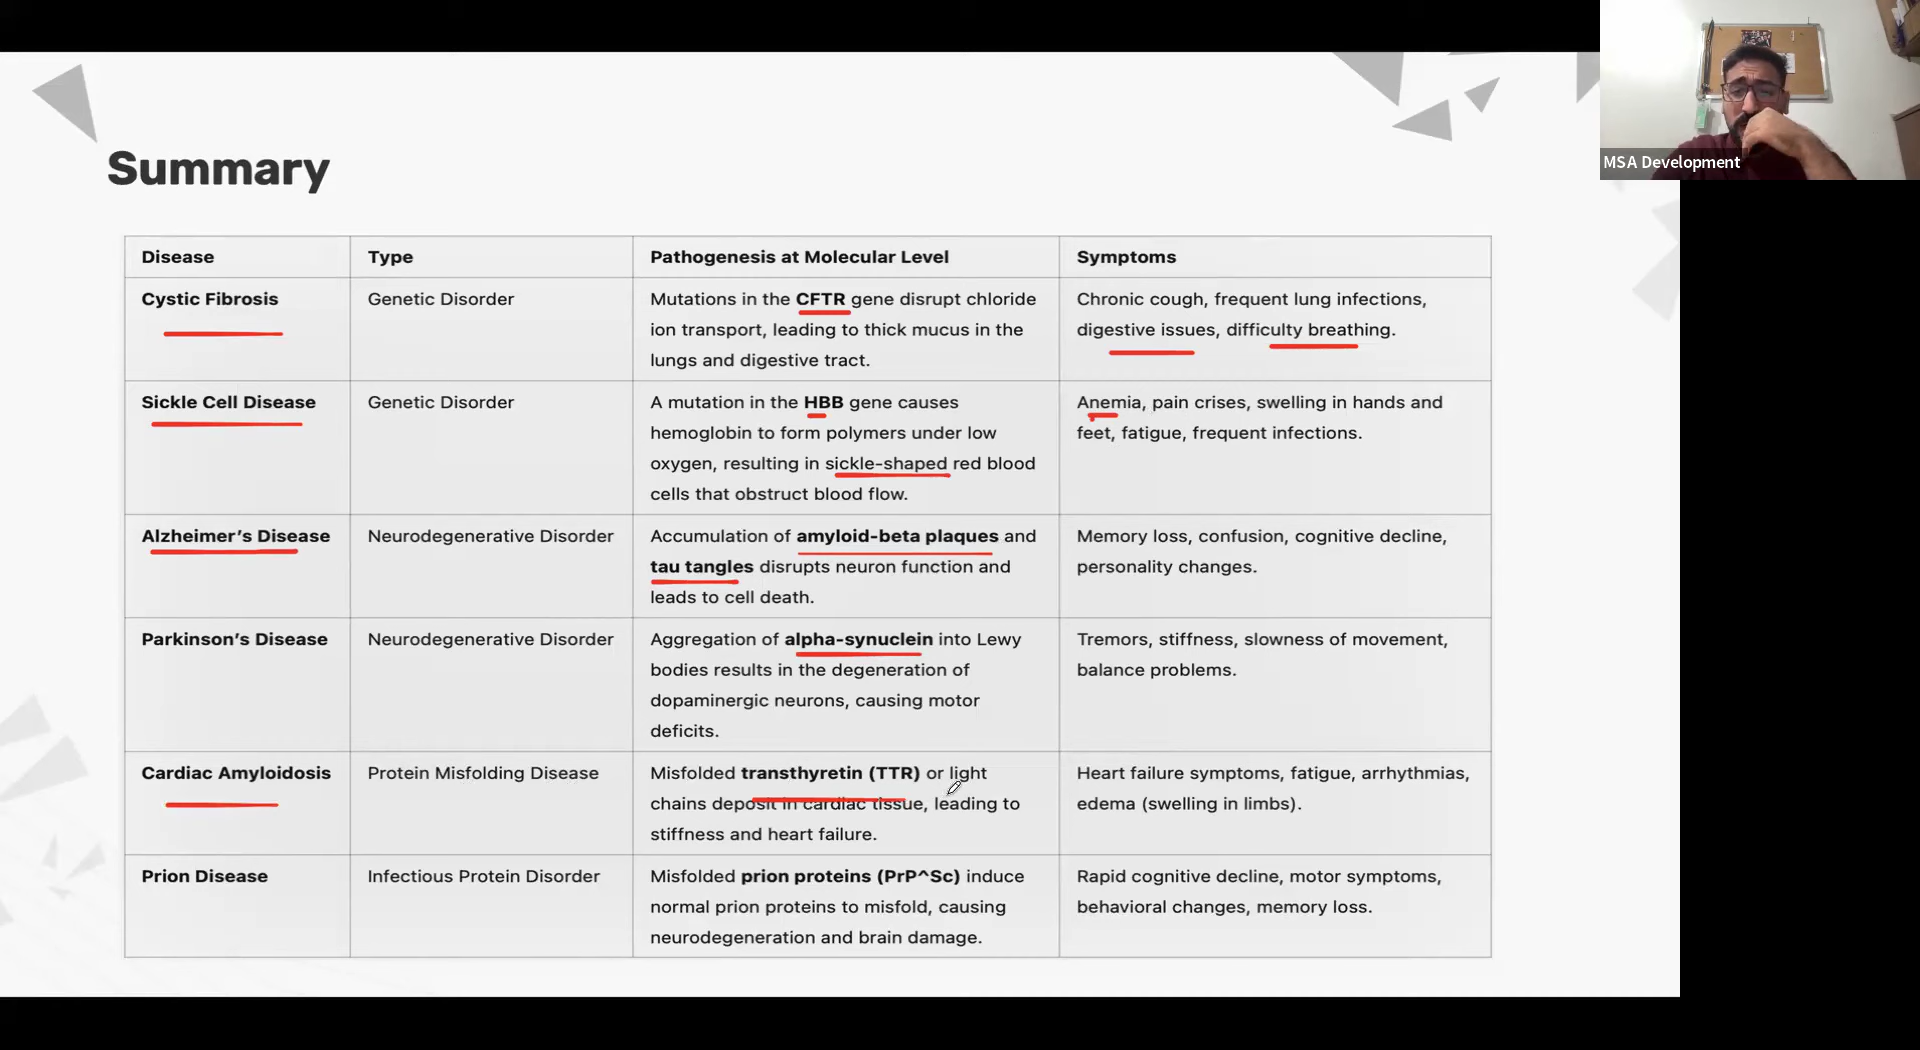 MSA Development
Summary
Disease Type Pathogenesis at Molecular Level Symptoms
Cystic Fibrosis Genetic Disorder Mutations in the CFTR gene disrupt chloride Chronic cough, frequent lung infections,
ion transport, leading to thick mucus in the digestive issues, difficulty breathing.
lungs and digestive tract.
Sickle Cell Disease Genetic Disorder A mutation in the HBB gene causes Anemia, pain crises, swelling in hands and
hemoglobin to form polymers under low feet, fatigue, frequent infections.
oxygen, resulting in sickle-shaped red blood
cells that obstruct blood flow.
Alzheimer’s Disease Neurodegenerative Disorder Accumulation of amyloid-beta plaques and Memory loss, confusion, cognitive decline,
tau tangles disrupts neuron function and personality changes.
leads to cell death.
Parkinson’s Disease Neurodegenerative Disorder Aggregation of alpha-synuclein into Lewy Tremors, stiffness, slowness of movement,
bodies results in the degeneration of balance problems.
dopaminergic neurons, causing motor
deficits.
Cardiac Amyloidosis Protein Misfolding Disease Misfolded transthyretin (TTR) or light Heart failure symptoms, fatigue, arrhythmias,
chains deposit in cardiac tissue, leading to edema (swelling in limbs).
stiffness and heart failure.
Prion Disease Infectious Protein Disorder Misfolded prion proteins (PrP^Sc) induce Rapid cognitive decline, motor symptoms,
normal prion proteins to misfold, causing behavioral changes, memory loss.
neurodegeneration and brain damage.